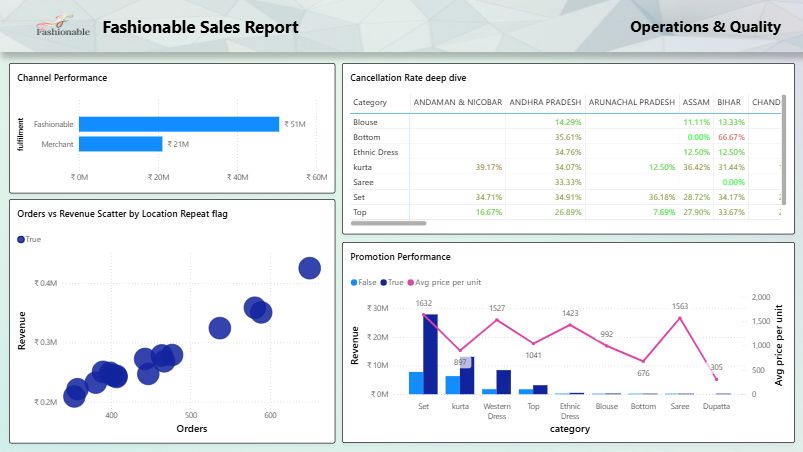 Fashionable
Fashionable Sales Report
Operations & Quality
Channel Performance
fulfilment
Fashionable
₹ 51M
Merchant
₹ 21M
₹ 0M ₹ 20M ₹ 40M ₹ 60M
Orders vs Revenue Scatter by Location Repeat flag
True
Revenue
₹ 0.4M
₹ 0.3M
₹ 0.2M
400 500 600
Orders
Cancellation Rate deep dive
Category ANDAMAN & NICOBAR ANDHRA PRADESH ARUNACHAL PRADESH ASSAM BIHAR CHAND
Blouse 14.29% 11.11% 13.33%
Bottom 35.61% 0.00% 66.67%
Ethnic Dress 34.76% 12.50% 12.50%
kurta 39.17% 34.07% 12.50% 36.42% 31.44%
Saree 33.33% 0.00%
Set 34.71% 34.91% 36.18% 28.72% 34.17%
Top 16.67% 26.89% 7.69% 27.90% 33.67%
Promotion Performance
False True Avg price per unit
Revenue
₹ 30M
₹ 20M
₹ 10M
₹ 0M
1632 897 1527 1041 1423 992 676 1563 305
2,000
1,500
1,000
500
0
Avg price per unit
Set kurta Western Dress Top Ethnic Dress Blouse Bottom Saree Dupatta
category